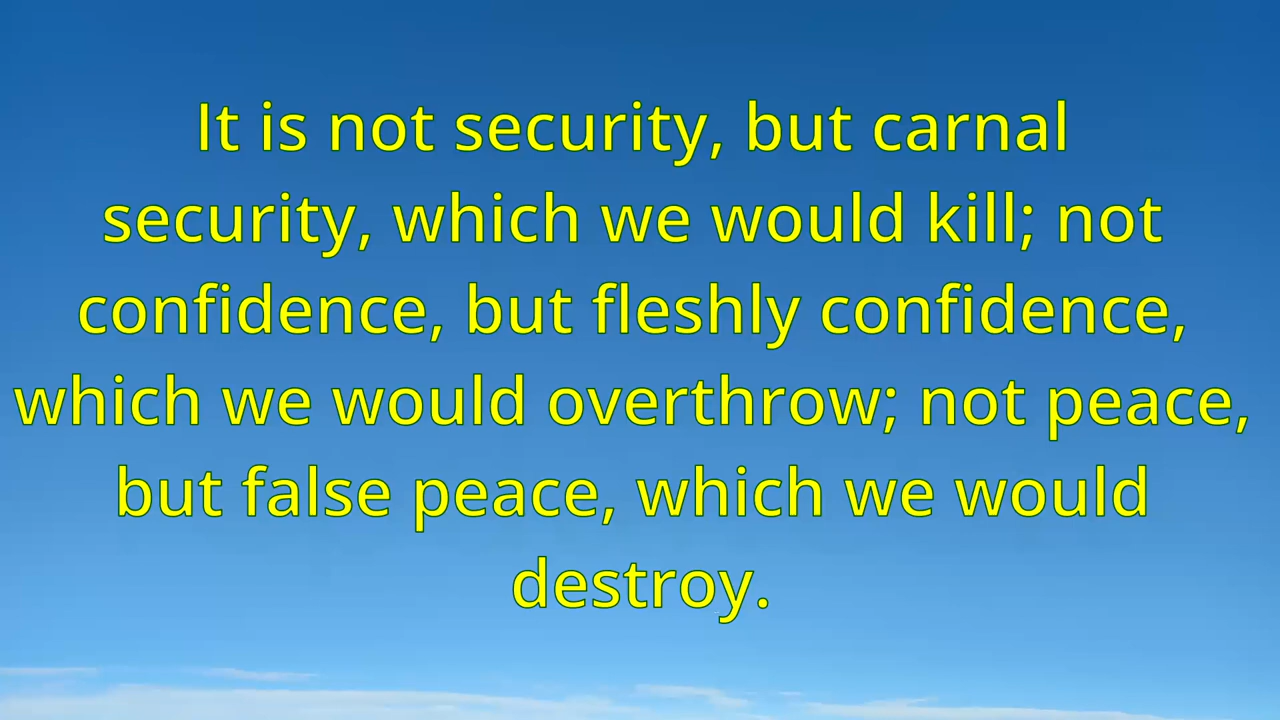 It is not security, but carnal
security, which we would kill; not
confidence, but fleshly confidence,
which we would overthrow; not peace,
but false peace, which we would
destroy.